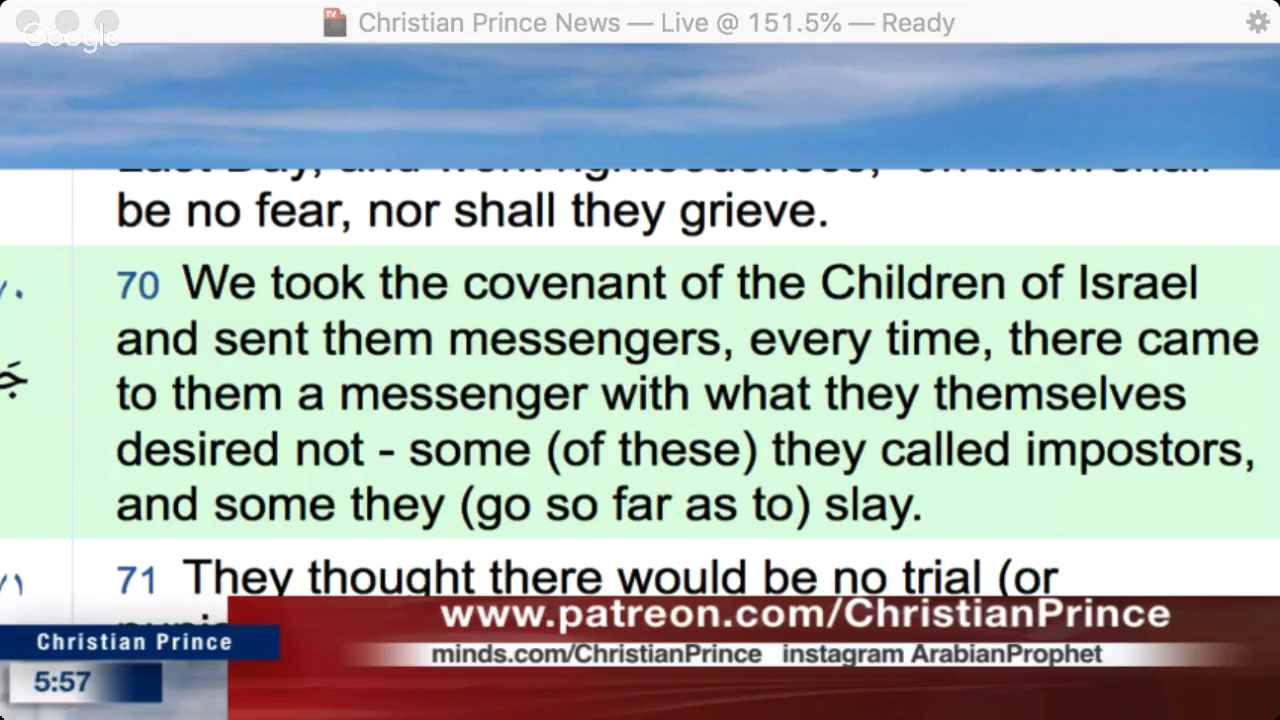 Christian Prince News — Live @ 151.5% — Ready
Google
be no fear, nor shall they grieve.
70 We took the covenant of the Children of Israel
and sent them messengers, every time, there came
to them a messenger with what they themselves
desired not - some (of these) they called impostors,
and some they (go so far as to) slay.
71 They thought there would be no trial (or
www.patreon.com/ChristianPrince
Christian Prince
minds.com/ChristianPrince instagram ArabianProphet
5:57